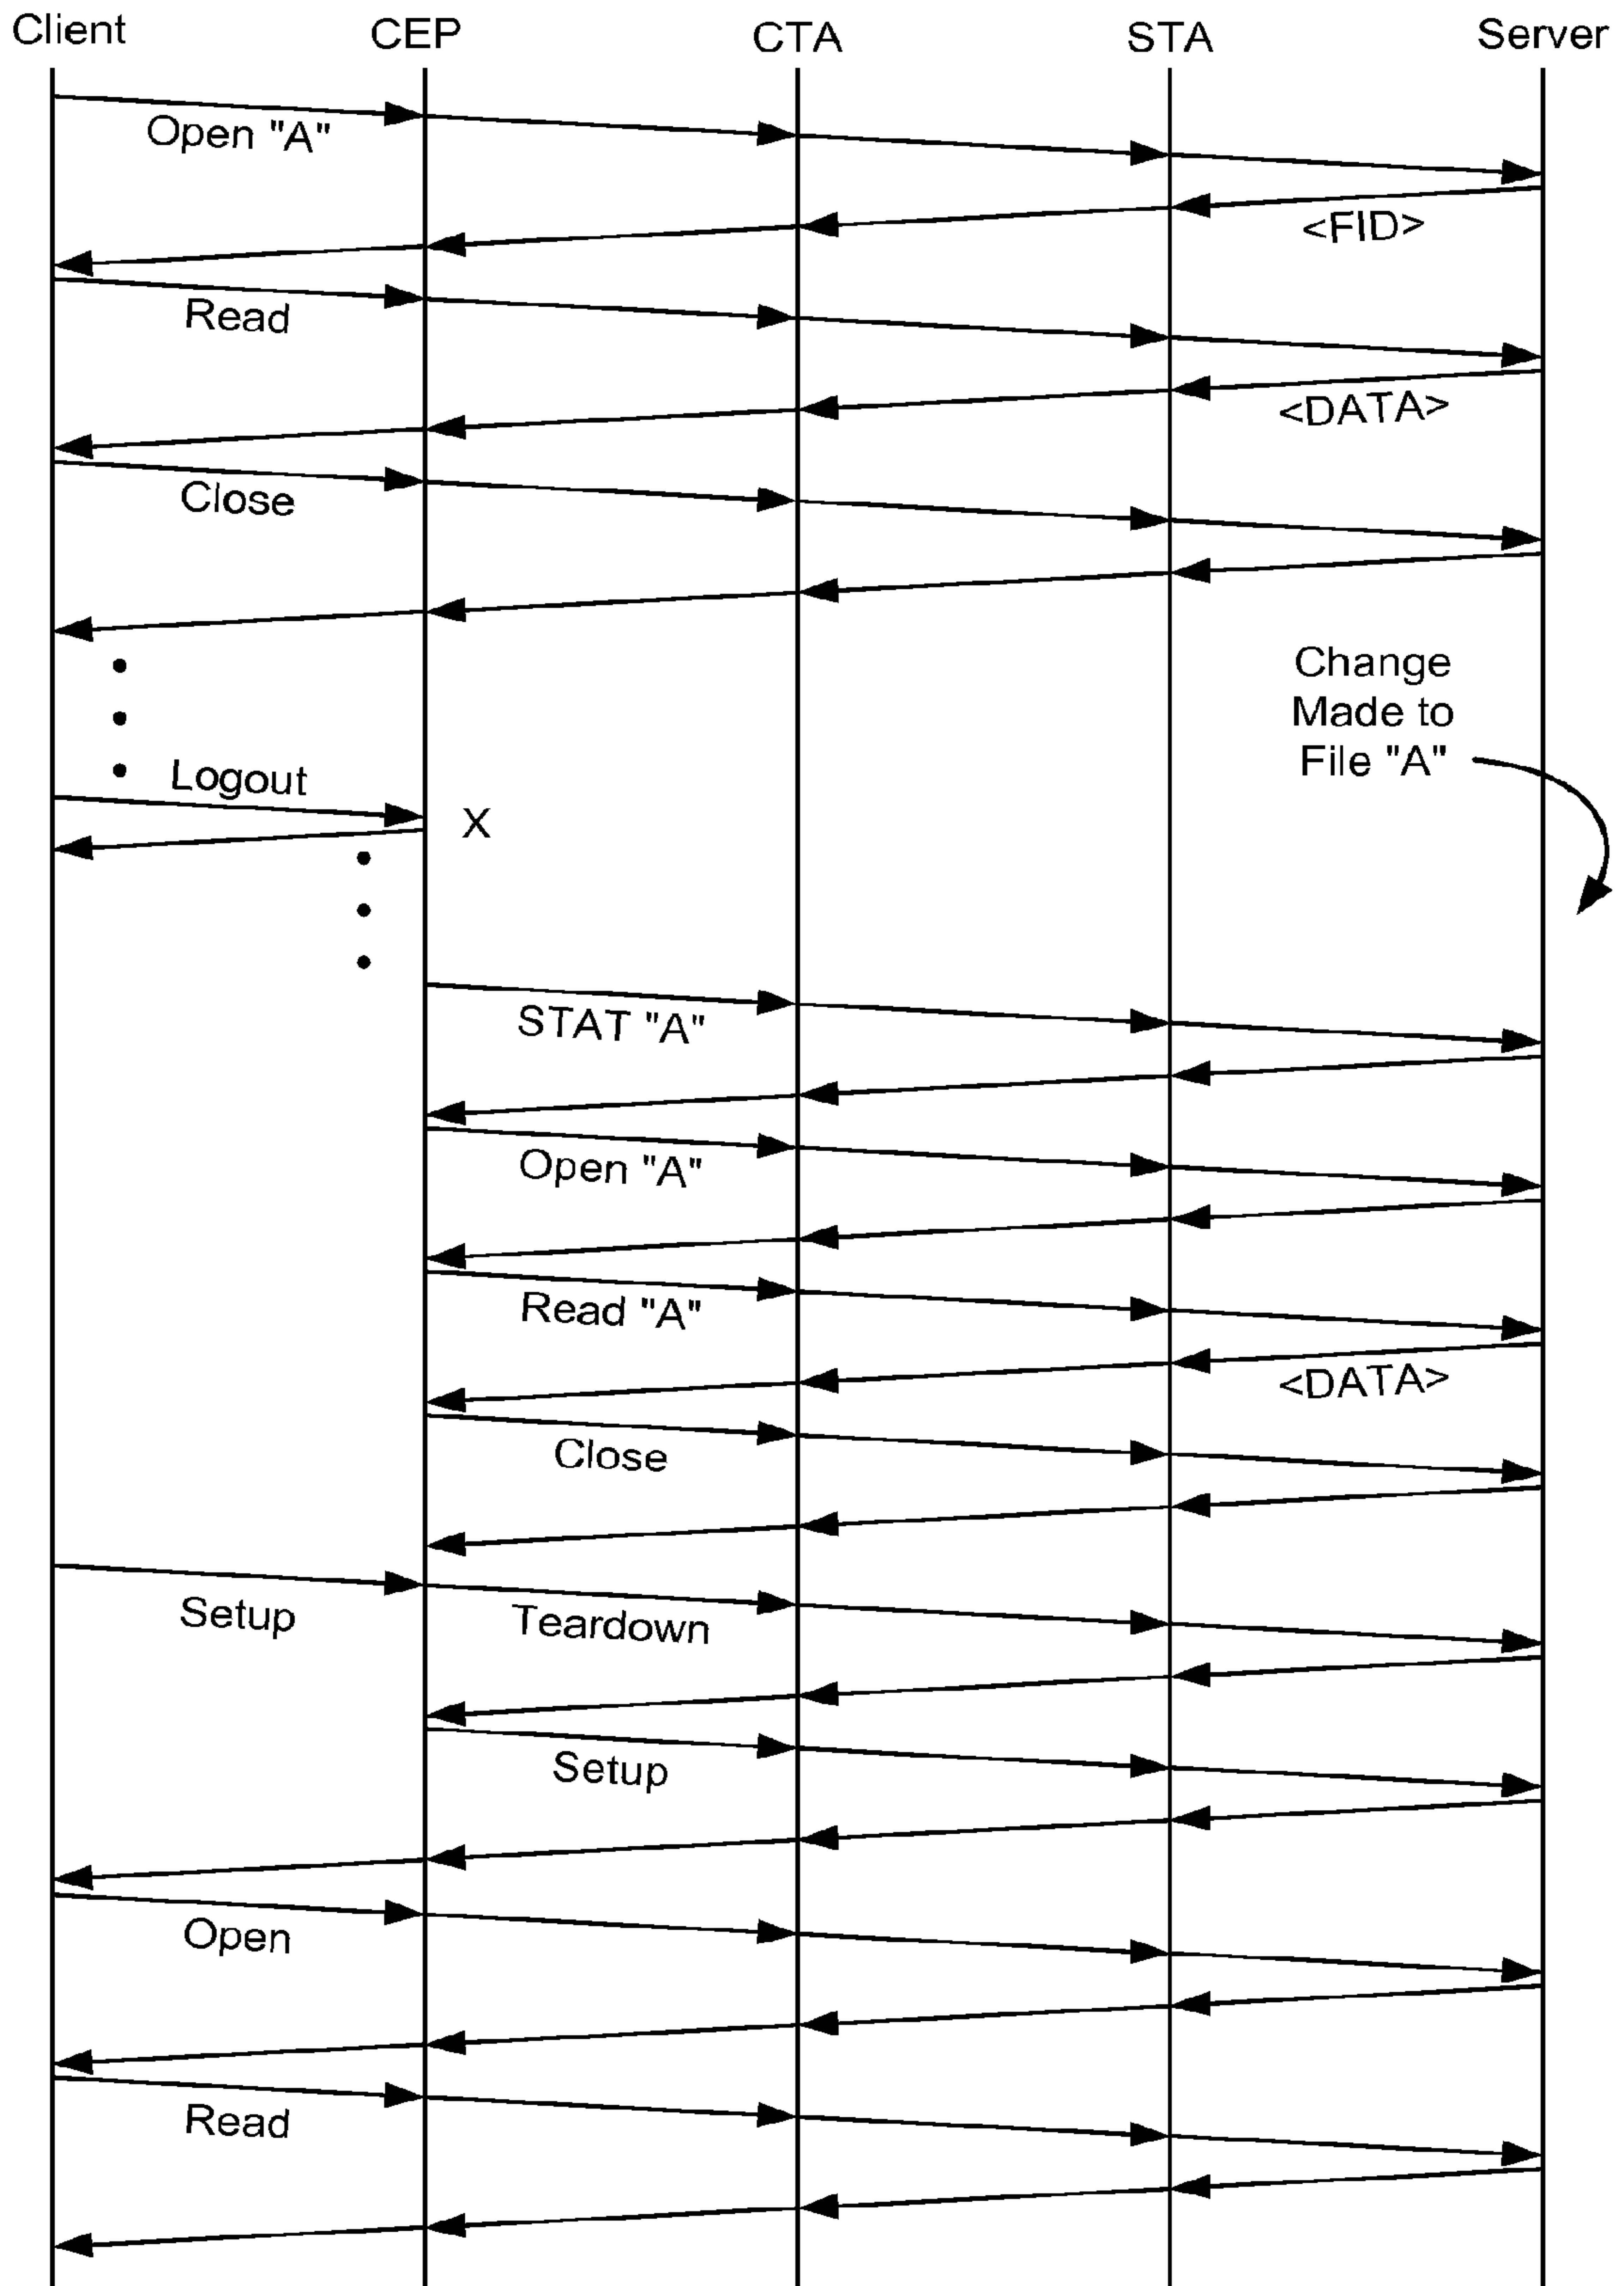 Client CEP CTA STA Server
Open "A"
<FID>
Read
<DATA>
Close
Change
Made to
File "A"
Logout
X
STAT "A"
Open "A"
Read "A"
<DATA>
Close
Setup Teardown
Setup
Open
Read